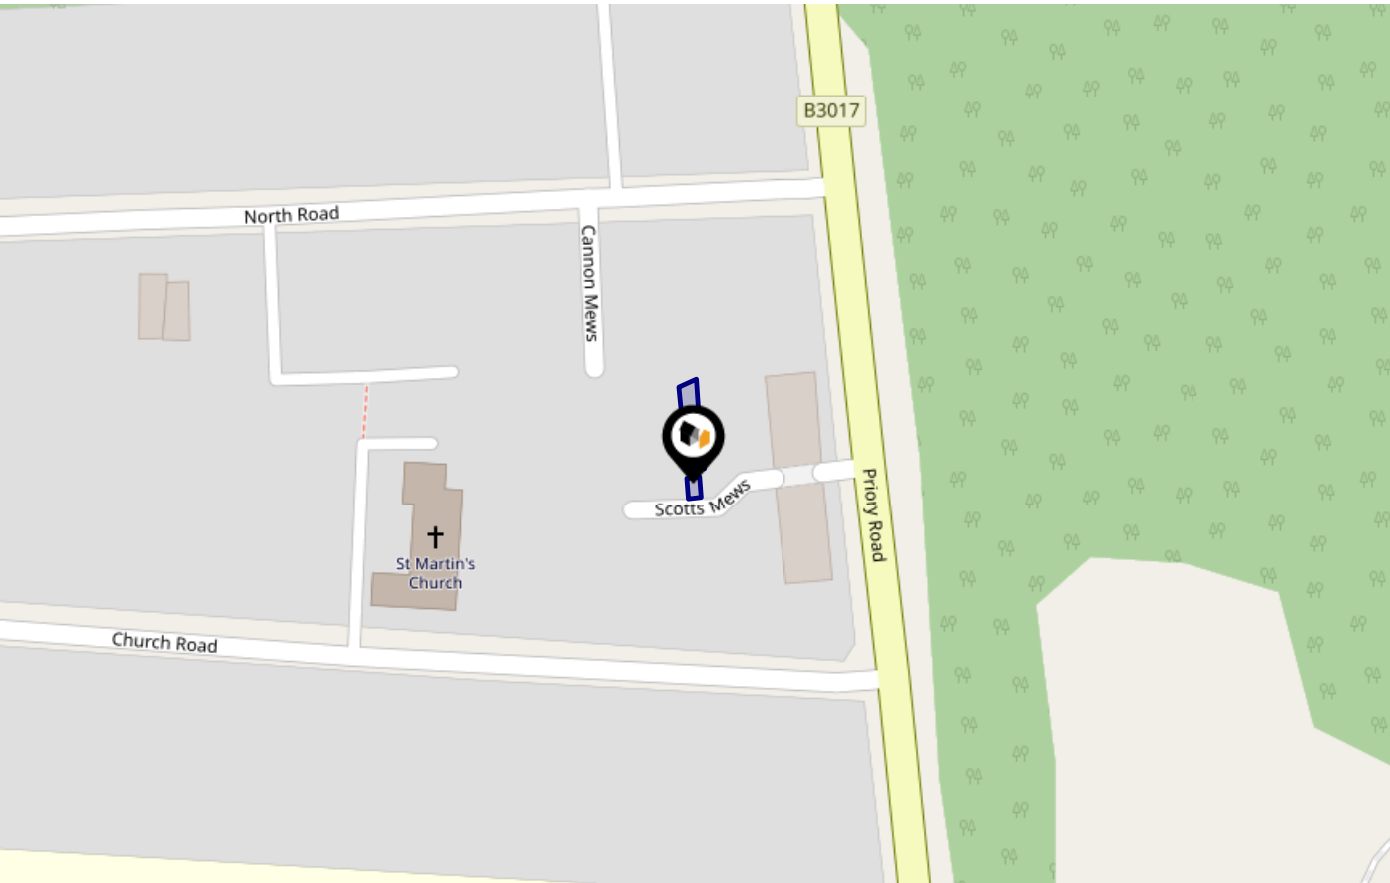 B3017
North Road
Cannon Mews
Scotts Mews
Priory Road
St Martin's
Church
Church Road